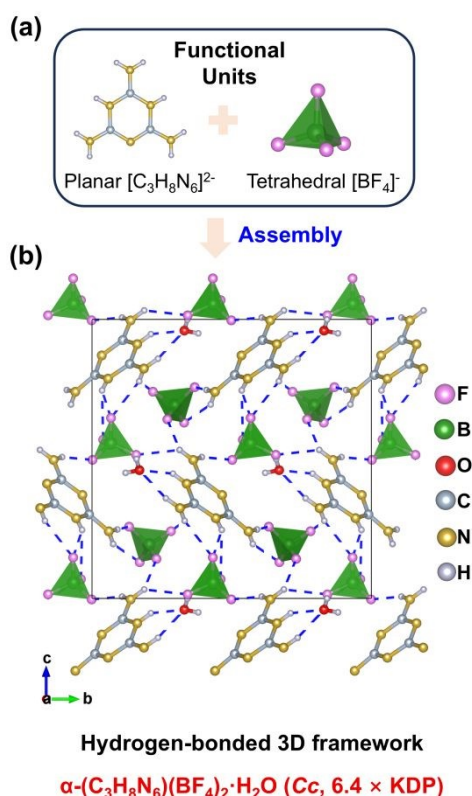 (a)
Functional
Units
Planar [C₃H₈N₆]²⁻
Tetrahedral [BF₄]⁻
Assembly
(b)
F
B
O
C
N
H
c
a
b
Hydrogen-bonded 3D framework
α-(C₃H₈N₆)(BF₄)₂·H₂O (Cc, 6.4 × KDP)